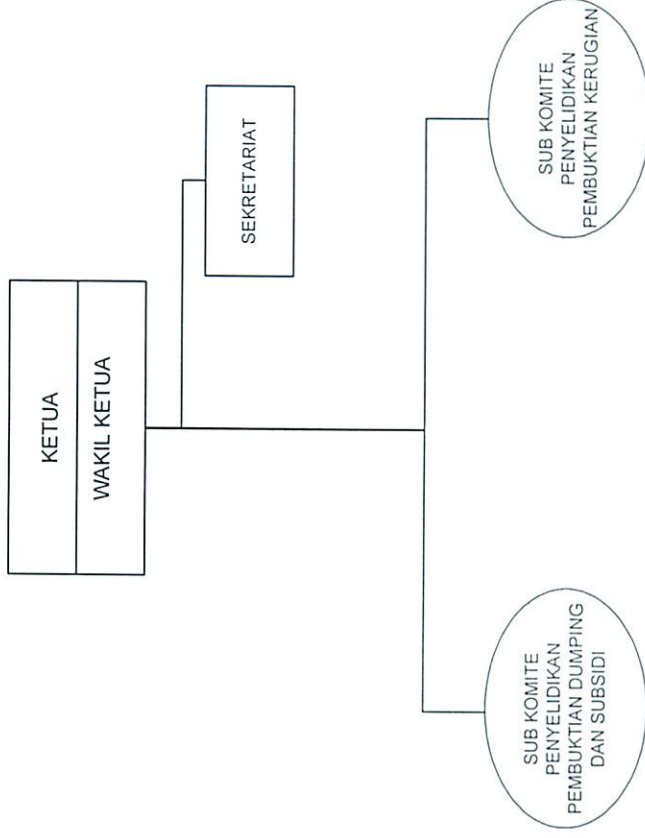 KETUA
WAKIL KETUA
SEKRETARIAT
SUB KOMITE
PENYELIDIKAN
PEMBUKTIAN DUMPING
DAN SUBSIDI
SUB KOMITE
PENYELIDIKAN
PEMBUKTIAN KERUGIAN